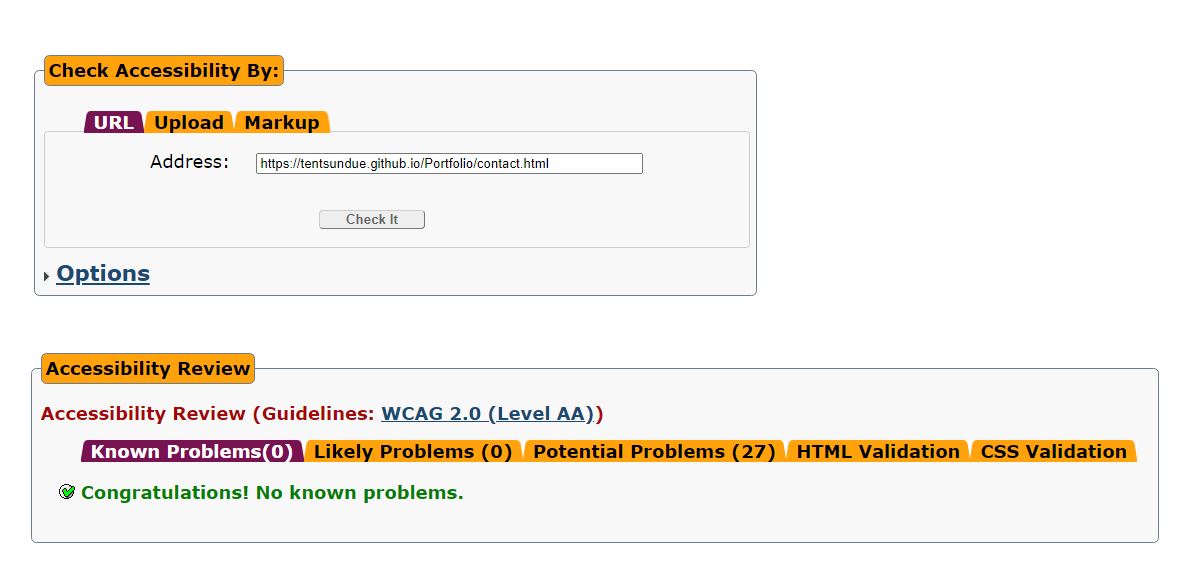 Check Accessibility By:
URL Upload Markup
Address: https://tentsundue.github.io/Portfolio/contact.html
Check It
Options
Accessibility Review
Accessibility Review (Guidelines: WCAG 2.0 (Level AA))
Known Problems(0) Likely Problems (0) Potential Problems (27) HTML Validation CSS Validation
Congratulations! No known problems.